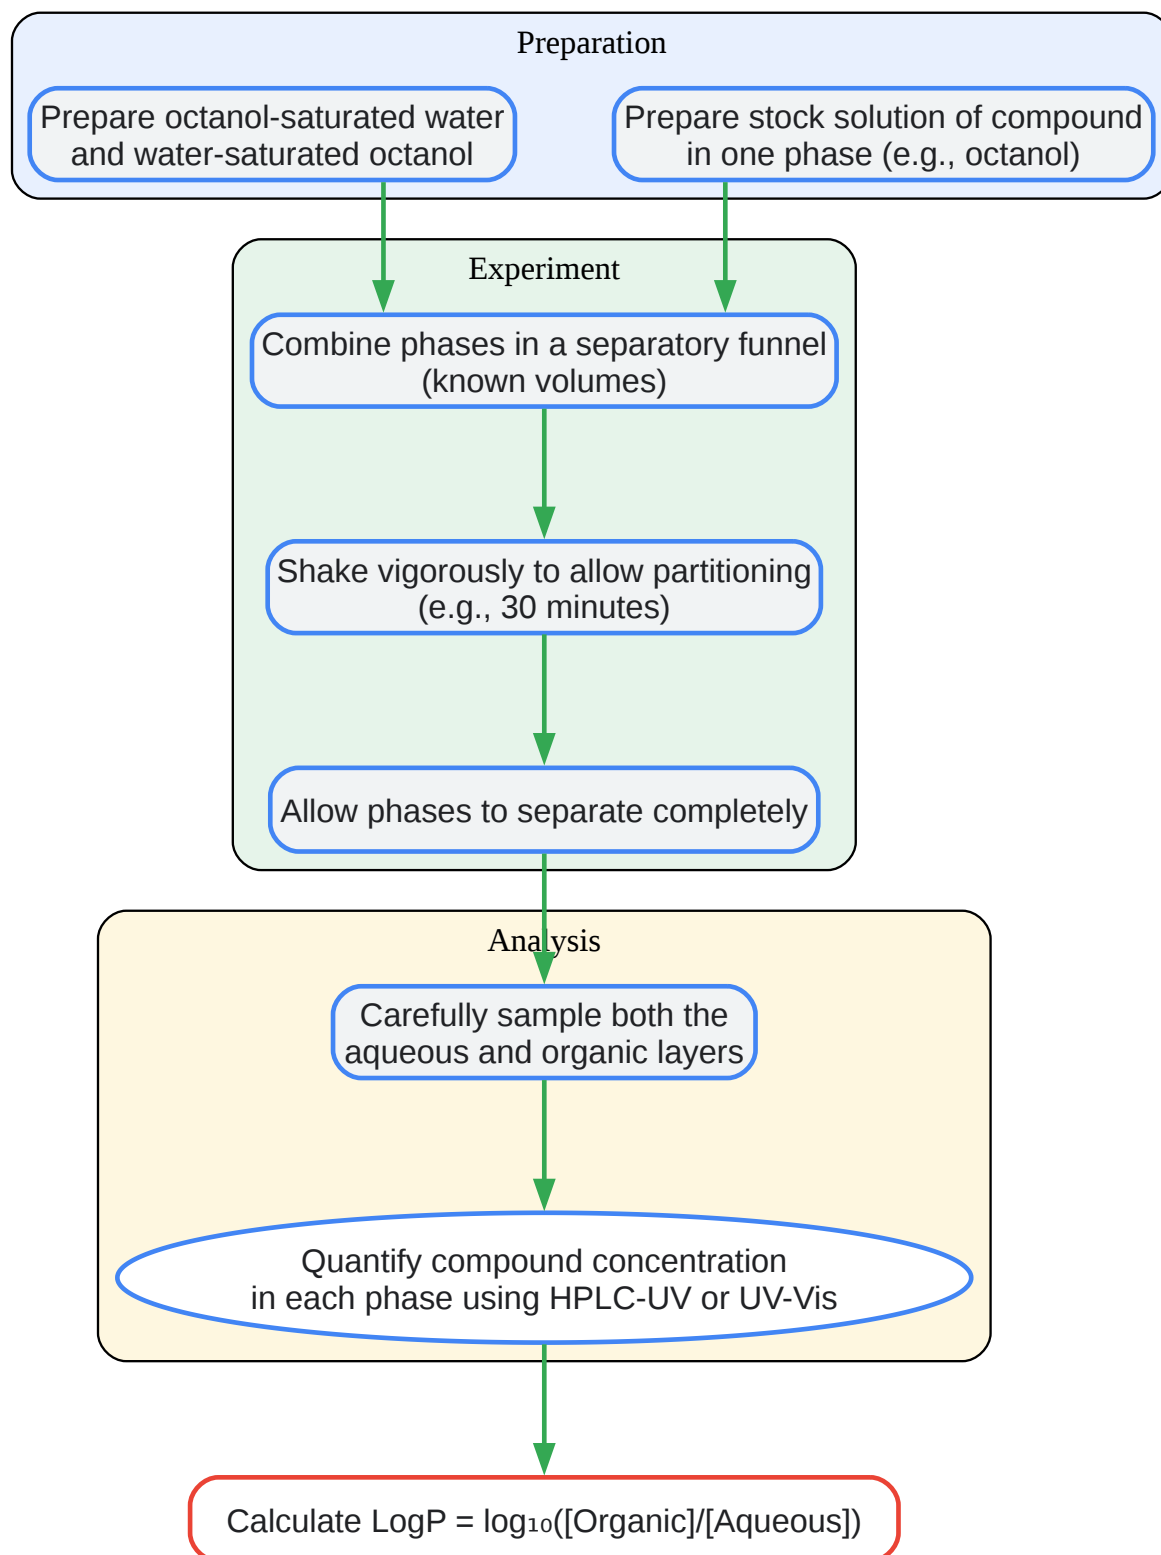 Preparation
Prepare octanol-saturated water
and water-saturated octanol
Prepare stock solution of compound
in one phase (e.g., octanol)
Experiment
Combine phases in a separatory funnel
(known volumes)
Shake vigorously to allow partitioning
(e.g., 30 minutes)
Allow phases to separate completely
Analysis
Carefully sample both the
aqueous and organic layers
Quantify compound concentration
in each phase using HPLC-UV or UV-Vis
Calculate LogP = log₁₀([Organic]/[Aqueous])